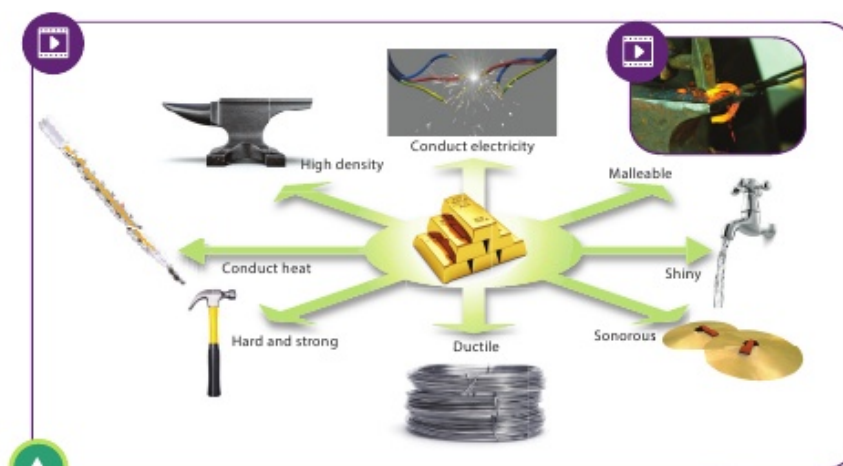 Conduct electricity
High density
Malleable
Conduct heat
Shiny
Hard and strong
Ductile
Sonorous